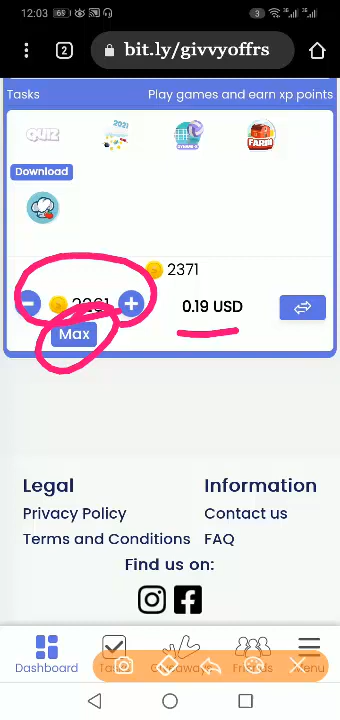 12:03
2
bit.ly/givvyoffrs
Tasks Play games and earn xp points
QUIZ 2021 FARM
Download
2371
0.19 USD
Max
Legal Information
Privacy Policy Contact us
Terms and Conditions FAQ
Find us on:
Dashboard